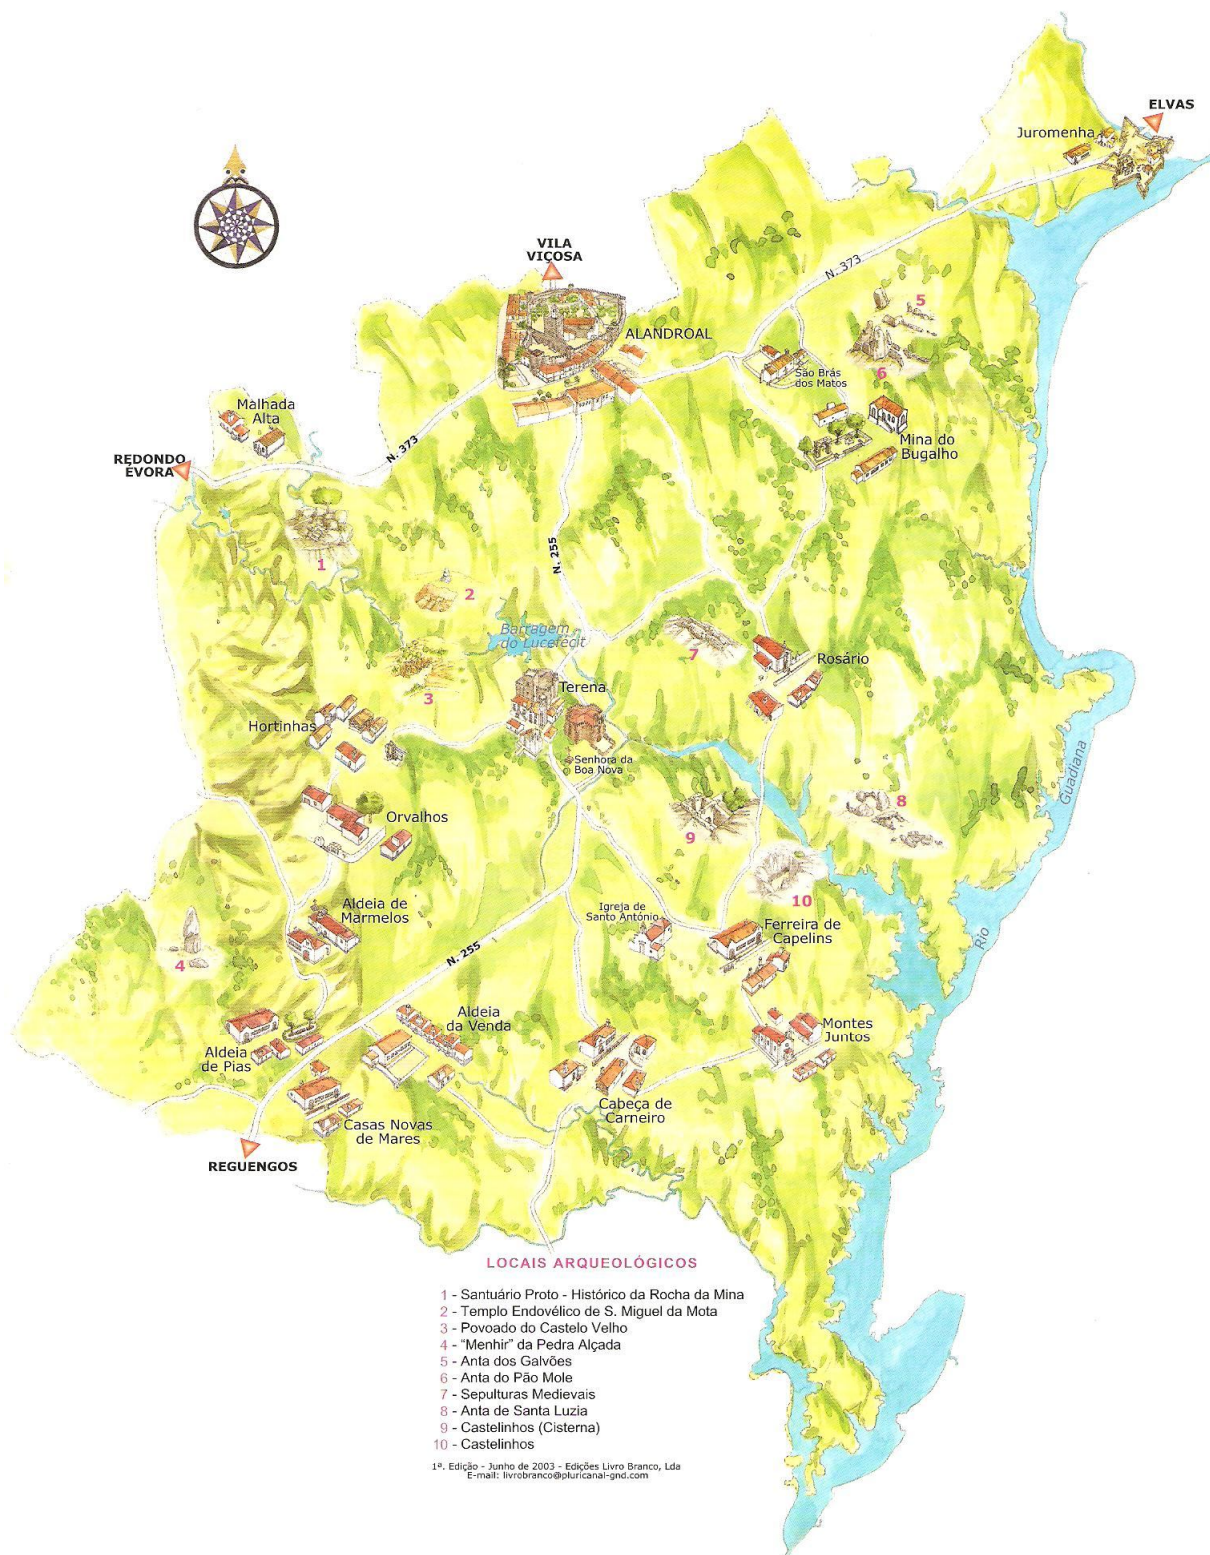 ELVAS
Juromenha
VILA
VIÇOSA
N. 373
5
ALANDROAL
6
São Brás
dos Matos
Malhada
Alta
Mina do
Bugalho
N. 373
REDONDO
ÉVORA
N. 255
1
2
Barragem
do Lucefécit
7
Rosário
3
Terena
Hortinhas
Senhora da
Boa Nova
Guadiana
8
Orvalhos
9
10
Aldeia de
Marmelos
Igreja de
Santo António
Ferreira de
Capelins
Rio
4
N. 255
Aldeia
da Venda
Montes
Juntos
Aldeia
de Pias
Cabeça de
Carneiro
Casas Novas
de Mares
REGUENGOS
LOCAIS ARQUEOLÓGICOS
1 - Santuário Proto - Histórico da Rocha da Mina
2 - Templo Endovélico de S. Miguel da Mota
3 - Povoado do Castelo Velho
4 - “Menhir” da Pedra Alçada
5 - Anta dos Galvões
6 - Anta do Pão Mole
7 - Sepulturas Medievais
8 - Anta de Santa Luzia
9 - Castelinhos (Cisterna)
10 - Castelinhos
1ª. Edição - Junho de 2003 - Edições Livro Branco, Lda
E-mail: livrobranco@pluricanal-gnd.com